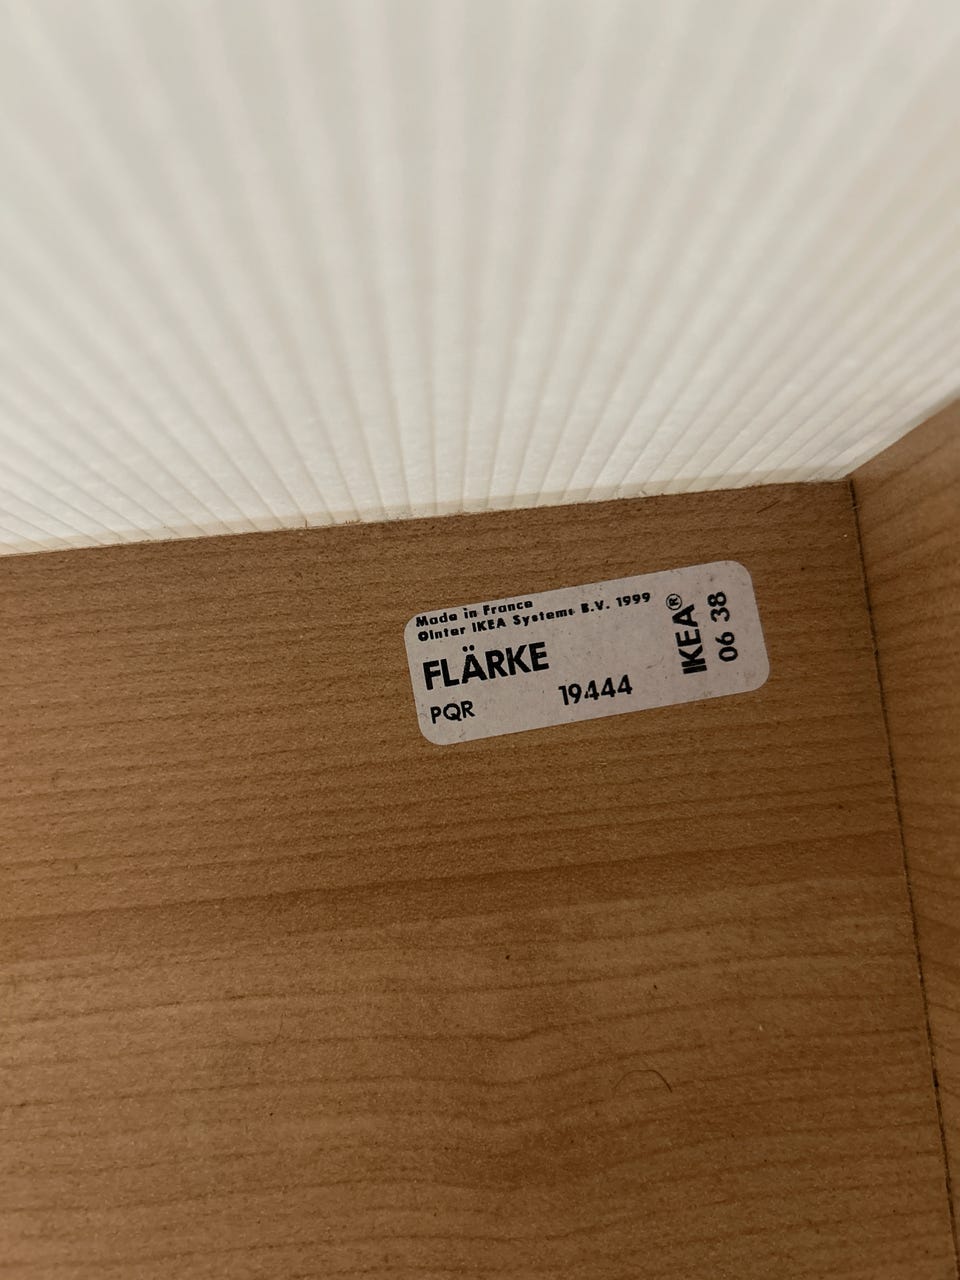 Made in France
©Inter IKEA Systems B.V. 1999
FLÄRKE
PQR 19444
IKEA®
06 38